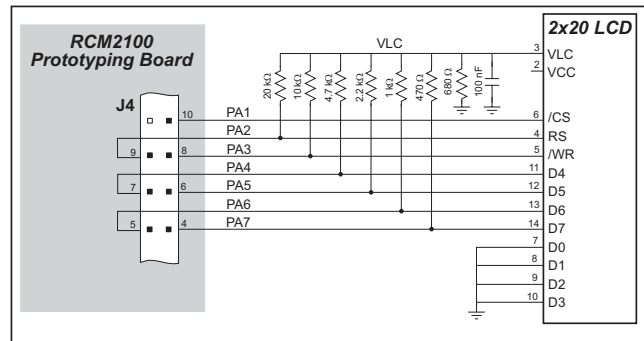 RCM2100
Prototyping Board
2x20 LCD
J4
VLC
20 kΩ
10 kΩ
4.7 kΩ
2.2 kΩ
1 kΩ
470 Ω
680 Ω
100 nF
3 VLC
2 VCC
10 PA1 6 /CS
PA2 4 RS
9 8 PA3 5 /WR
PA4 11 D4
7 6 PA5 12 D5
PA6 13 D6
5 4 PA7 14 D7
7 D0
8 D1
9 D2
10 D3